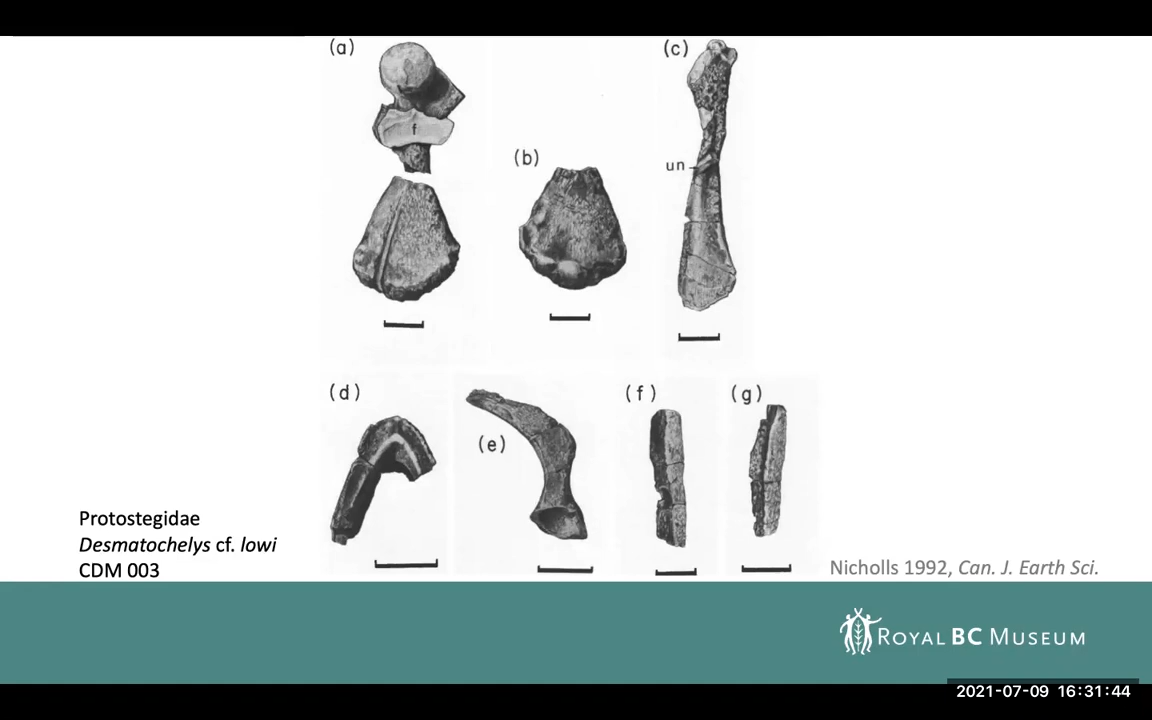 (a)
(c)
f
(b)
un
(d)
(e)
(f)
(g)
Protostegidae
Desmatochelys cf. lowi
CDM 003
Nicholls 1992, Can. J. Earth Sci.
ROYAL BC MUSEUM
2021-07-09 16:31:44